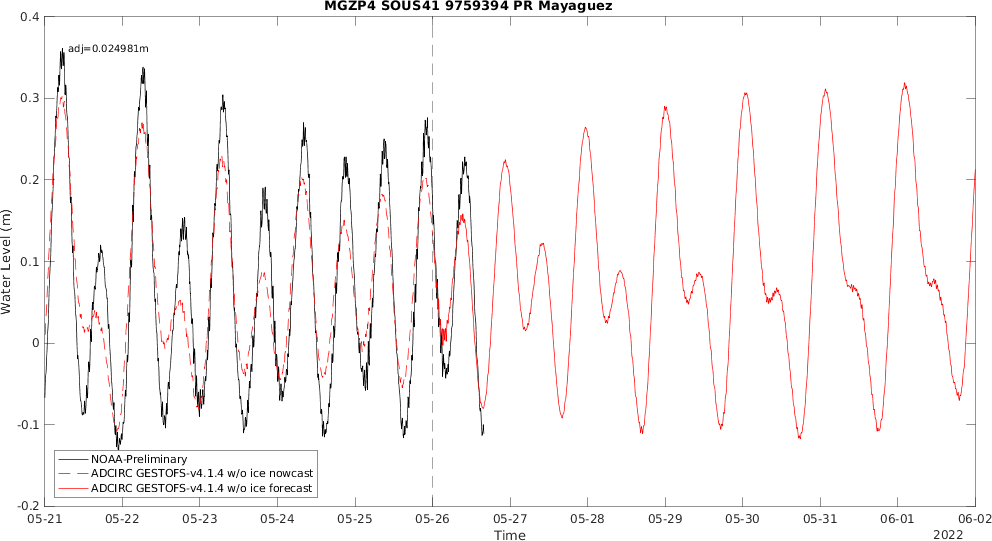 MGZP4 SOUS41 9759394 PR Mayaguez
adj=0.024981m
Water Level (m)
0.4
0.3
0.2
0.1
0
-0.1
-0.2
NOAA-Preliminary
ADCIRC GESTOFS-v4.1.4 w/o ice nowcast
ADCIRC GESTOFS-v4.1.4 w/o ice forecast
05-21 05-22 05-23 05-24 05-25 05-26 05-27 05-28 05-29 05-30 05-31 06-01 06-02
Time
2022